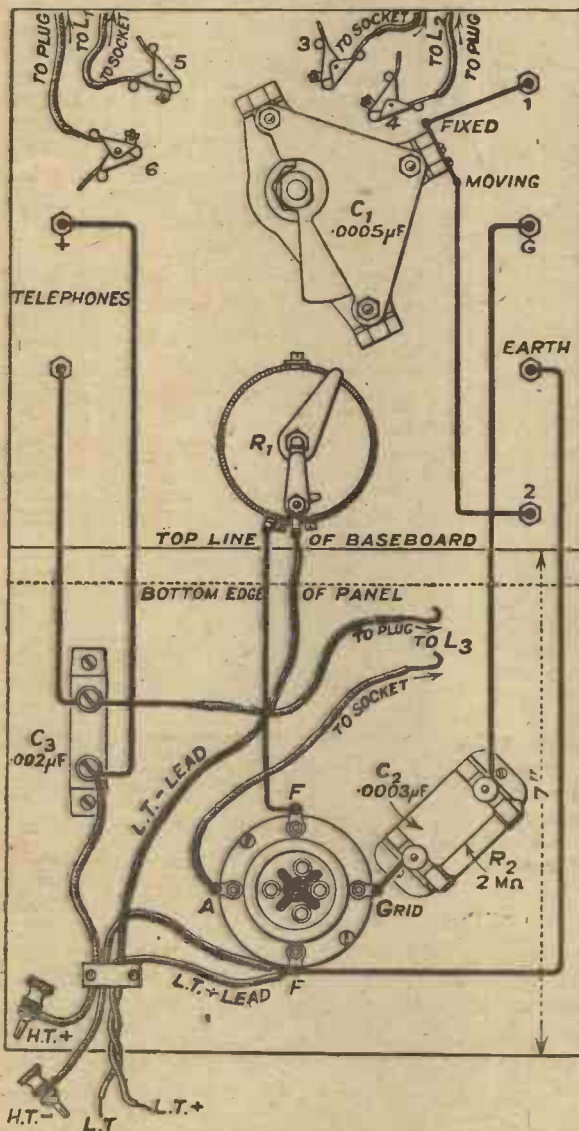 TO PLUG
TO L1
TO SOCKET
5
6
3
TO SOCKET
TO L2
TO PLUG
4
1
FIXED
MOVING
C1
.0005µF
+
G
TELEPHONES
EARTH
R1
2
TOP LINE OF BASEBOARD
BOTTOM EDGE OF PANEL
TO PLUG
TO L3
TO SOCKET
C3
.002µF
L.T.- LEAD
7"
C2
.0003µF
F
R2
2 MΩ
A
GRID
L.T.+ LEAD
F
H.T.+
H.T.-
L.T
L.T.+